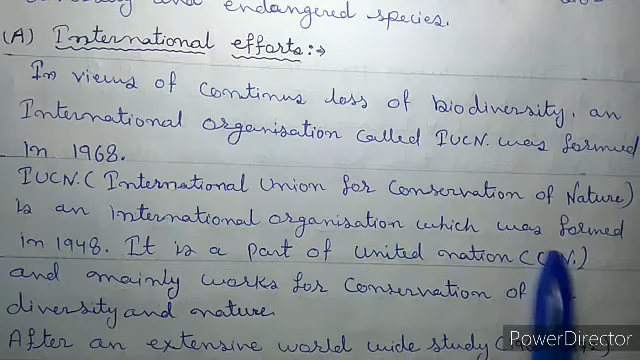 and endangered species.
(A) International efforts:→
In views of continus loss of biodiversity, an
International organisation called IUCN. was formed
in 1968.
IUCN. (International Union for Conservation of Nature)
is an international organisation which was formed
in 1948. It is a part of united nation
and mainly works for Conservation of
diversity and nature.
After an extensive world wide study
PowerDirector